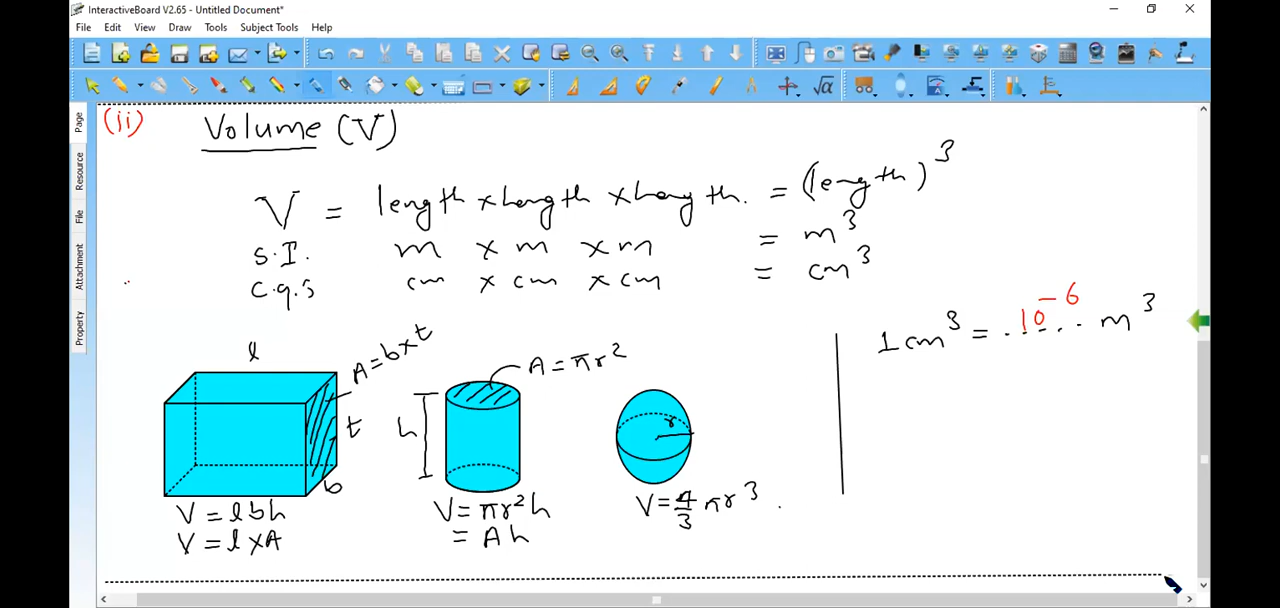 InteractiveBoard V2.65 - Untitled Document*
File Edit View Draw Tools Subject Tools Help
Page
Resource
File
Attachment
Property
(ii) Volume (V)
V = length x length x length. = (length)³
S.I. m x m x m = m³
C.g.s cm x cm x cm = cm³
1 cm³ = ..10⁻⁶... m³
l
A = b x t
t
b
V = lbh
V = l x A
A = πr²
h
V = πr²h
= Ah
r
V = 4/3 πr³ .